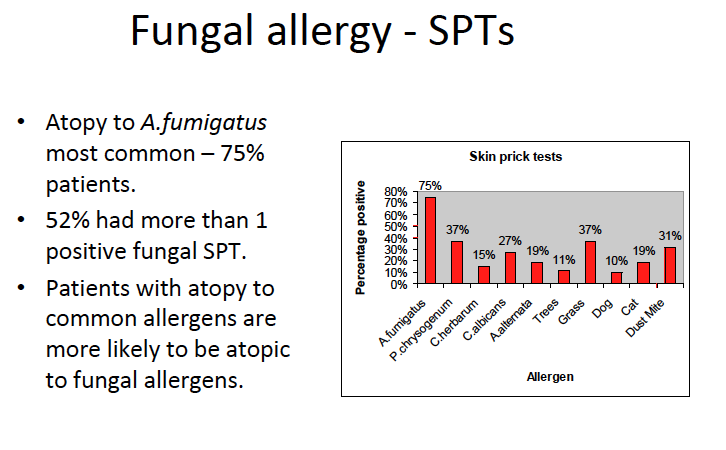 Fungal allergy - SPTs
• Atopy to A.fumigatus
most common – 75%
patients.
• 52% had more than 1
positive fungal SPT.
• Patients with atopy to
common allergens are
more likely to be atopic
to fungal allergens.
Skin prick tests
Percentage positive
80%
70%
60%
50%
40%
30%
20%
10%
0%
75%
37%
15%
27%
19%
11%
37%
10%
19%
31%
A.fumigatus
P.chrysogenum
C.herbarum
C.albicans
A.alternata
Trees
Grass
Dog
Cat
Dust Mite
Allergen